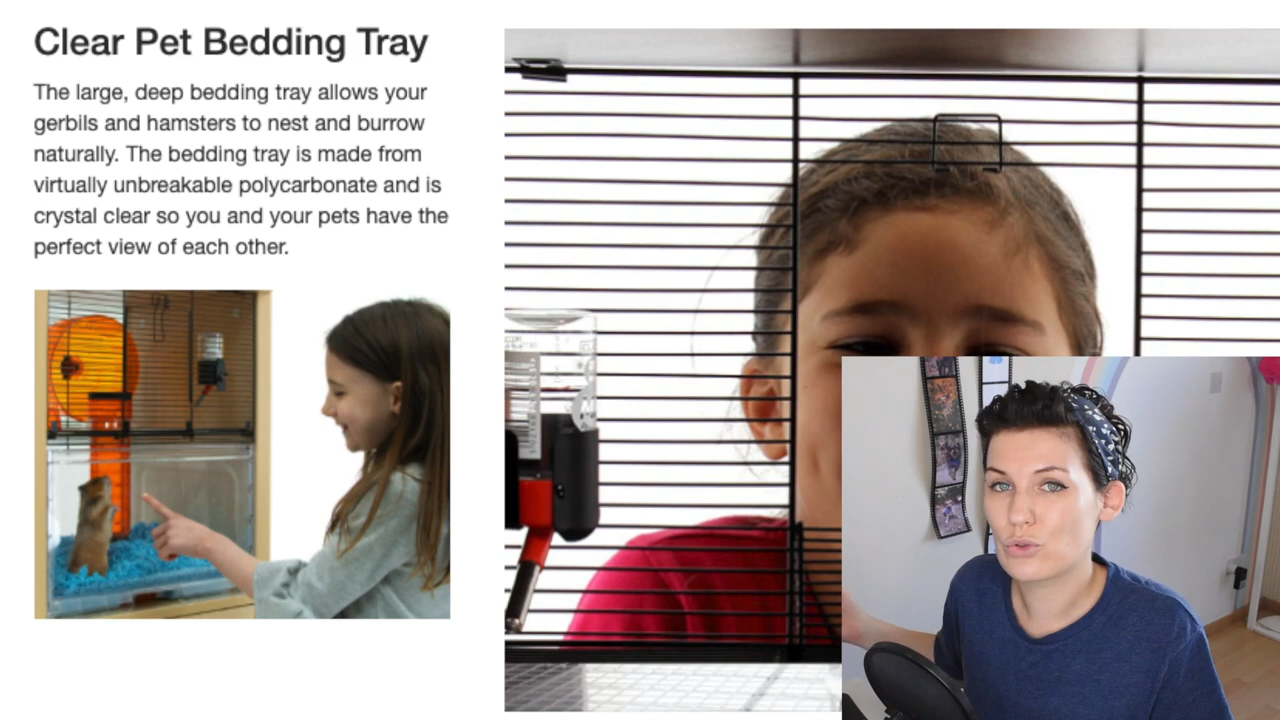 Clear Pet Bedding Tray
The large, deep bedding tray allows your
gerbils and hamsters to nest and burrow
naturally. The bedding tray is made from
virtually unbreakable polycarbonate and is
crystal clear so you and your pets have the
perfect view of each other.